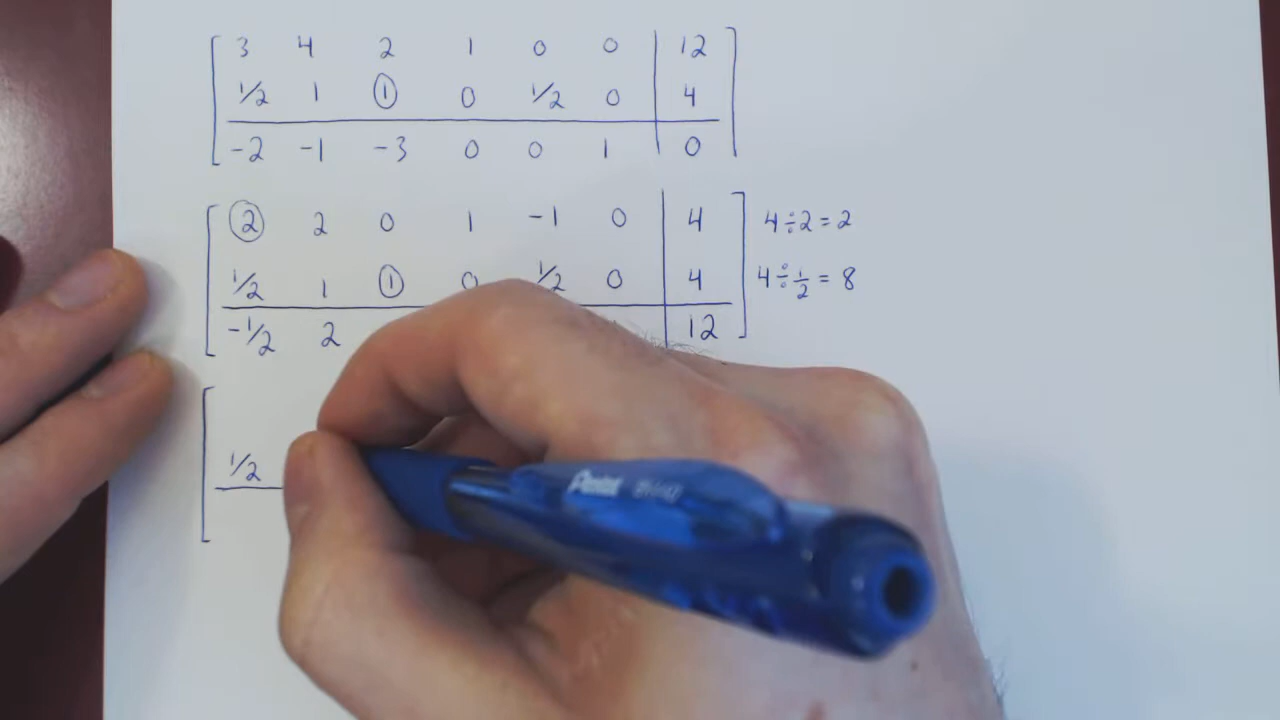 3 4 2 1 0 0 12
1/2 1 1 0 1/2 0 4
-2 -1 -3 0 0 1 0
2 2 0 1 -1 0 4 4÷2=2
1/2 1 1 0 1/2 0 4 4÷1/2=8
-1/2 2 12
1/2
Pentel